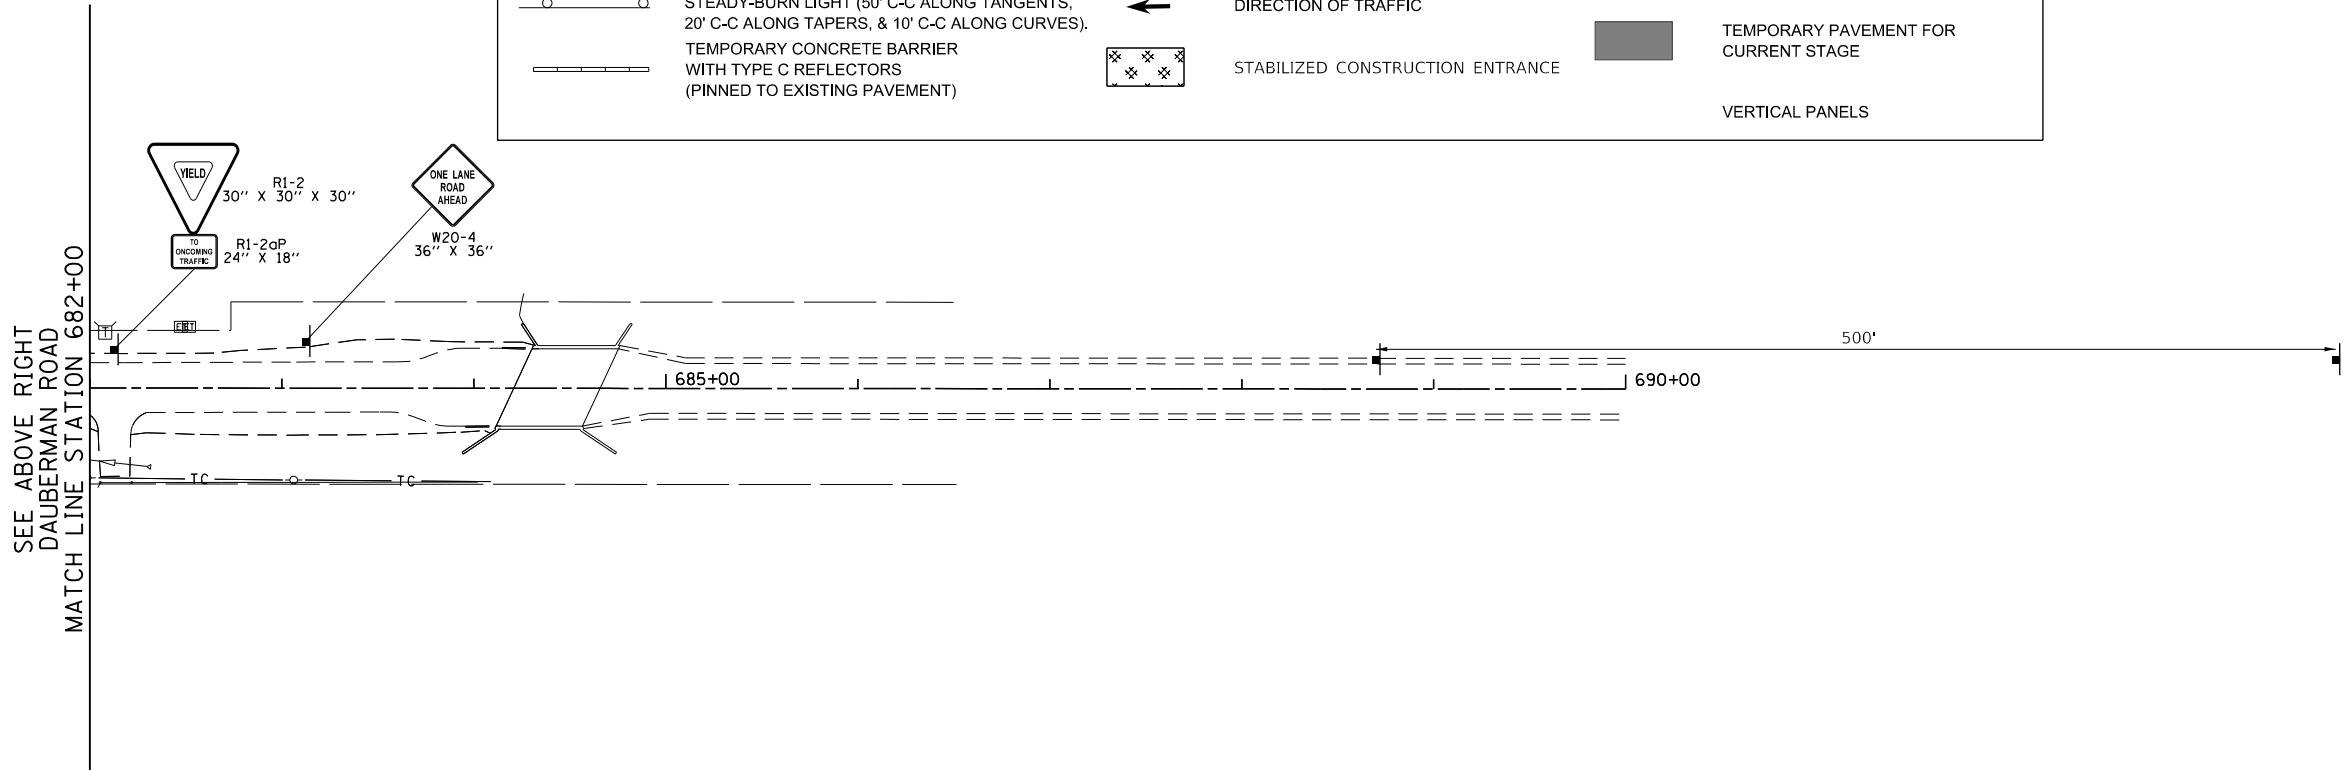 STEADY-BURN LIGHT (50' C-C ALONG TANGENTS,
20' C-C ALONG TAPERS, & 10' C-C ALONG CURVES).
TEMPORARY CONCRETE BARRIER
WITH TYPE C REFLECTORS
(PINNED TO EXISTING PAVEMENT)
DIRECTION OF TRAFFIC
STABILIZED CONSTRUCTION ENTRANCE
TEMPORARY PAVEMENT FOR
CURRENT STAGE
VERTICAL PANELS
YIELD
R1-2
30" X 30" X 30"
TO
ONCOMING
TRAFFIC
R1-2aP
24" X 18"
ONE LANE
ROAD
AHEAD
W20-4
36" X 36"
SEE ABOVE RIGHT
DAUBERMAN ROAD
MATCH LINE STATION 682+00
T
500'
685+00
690+00
TC
TC